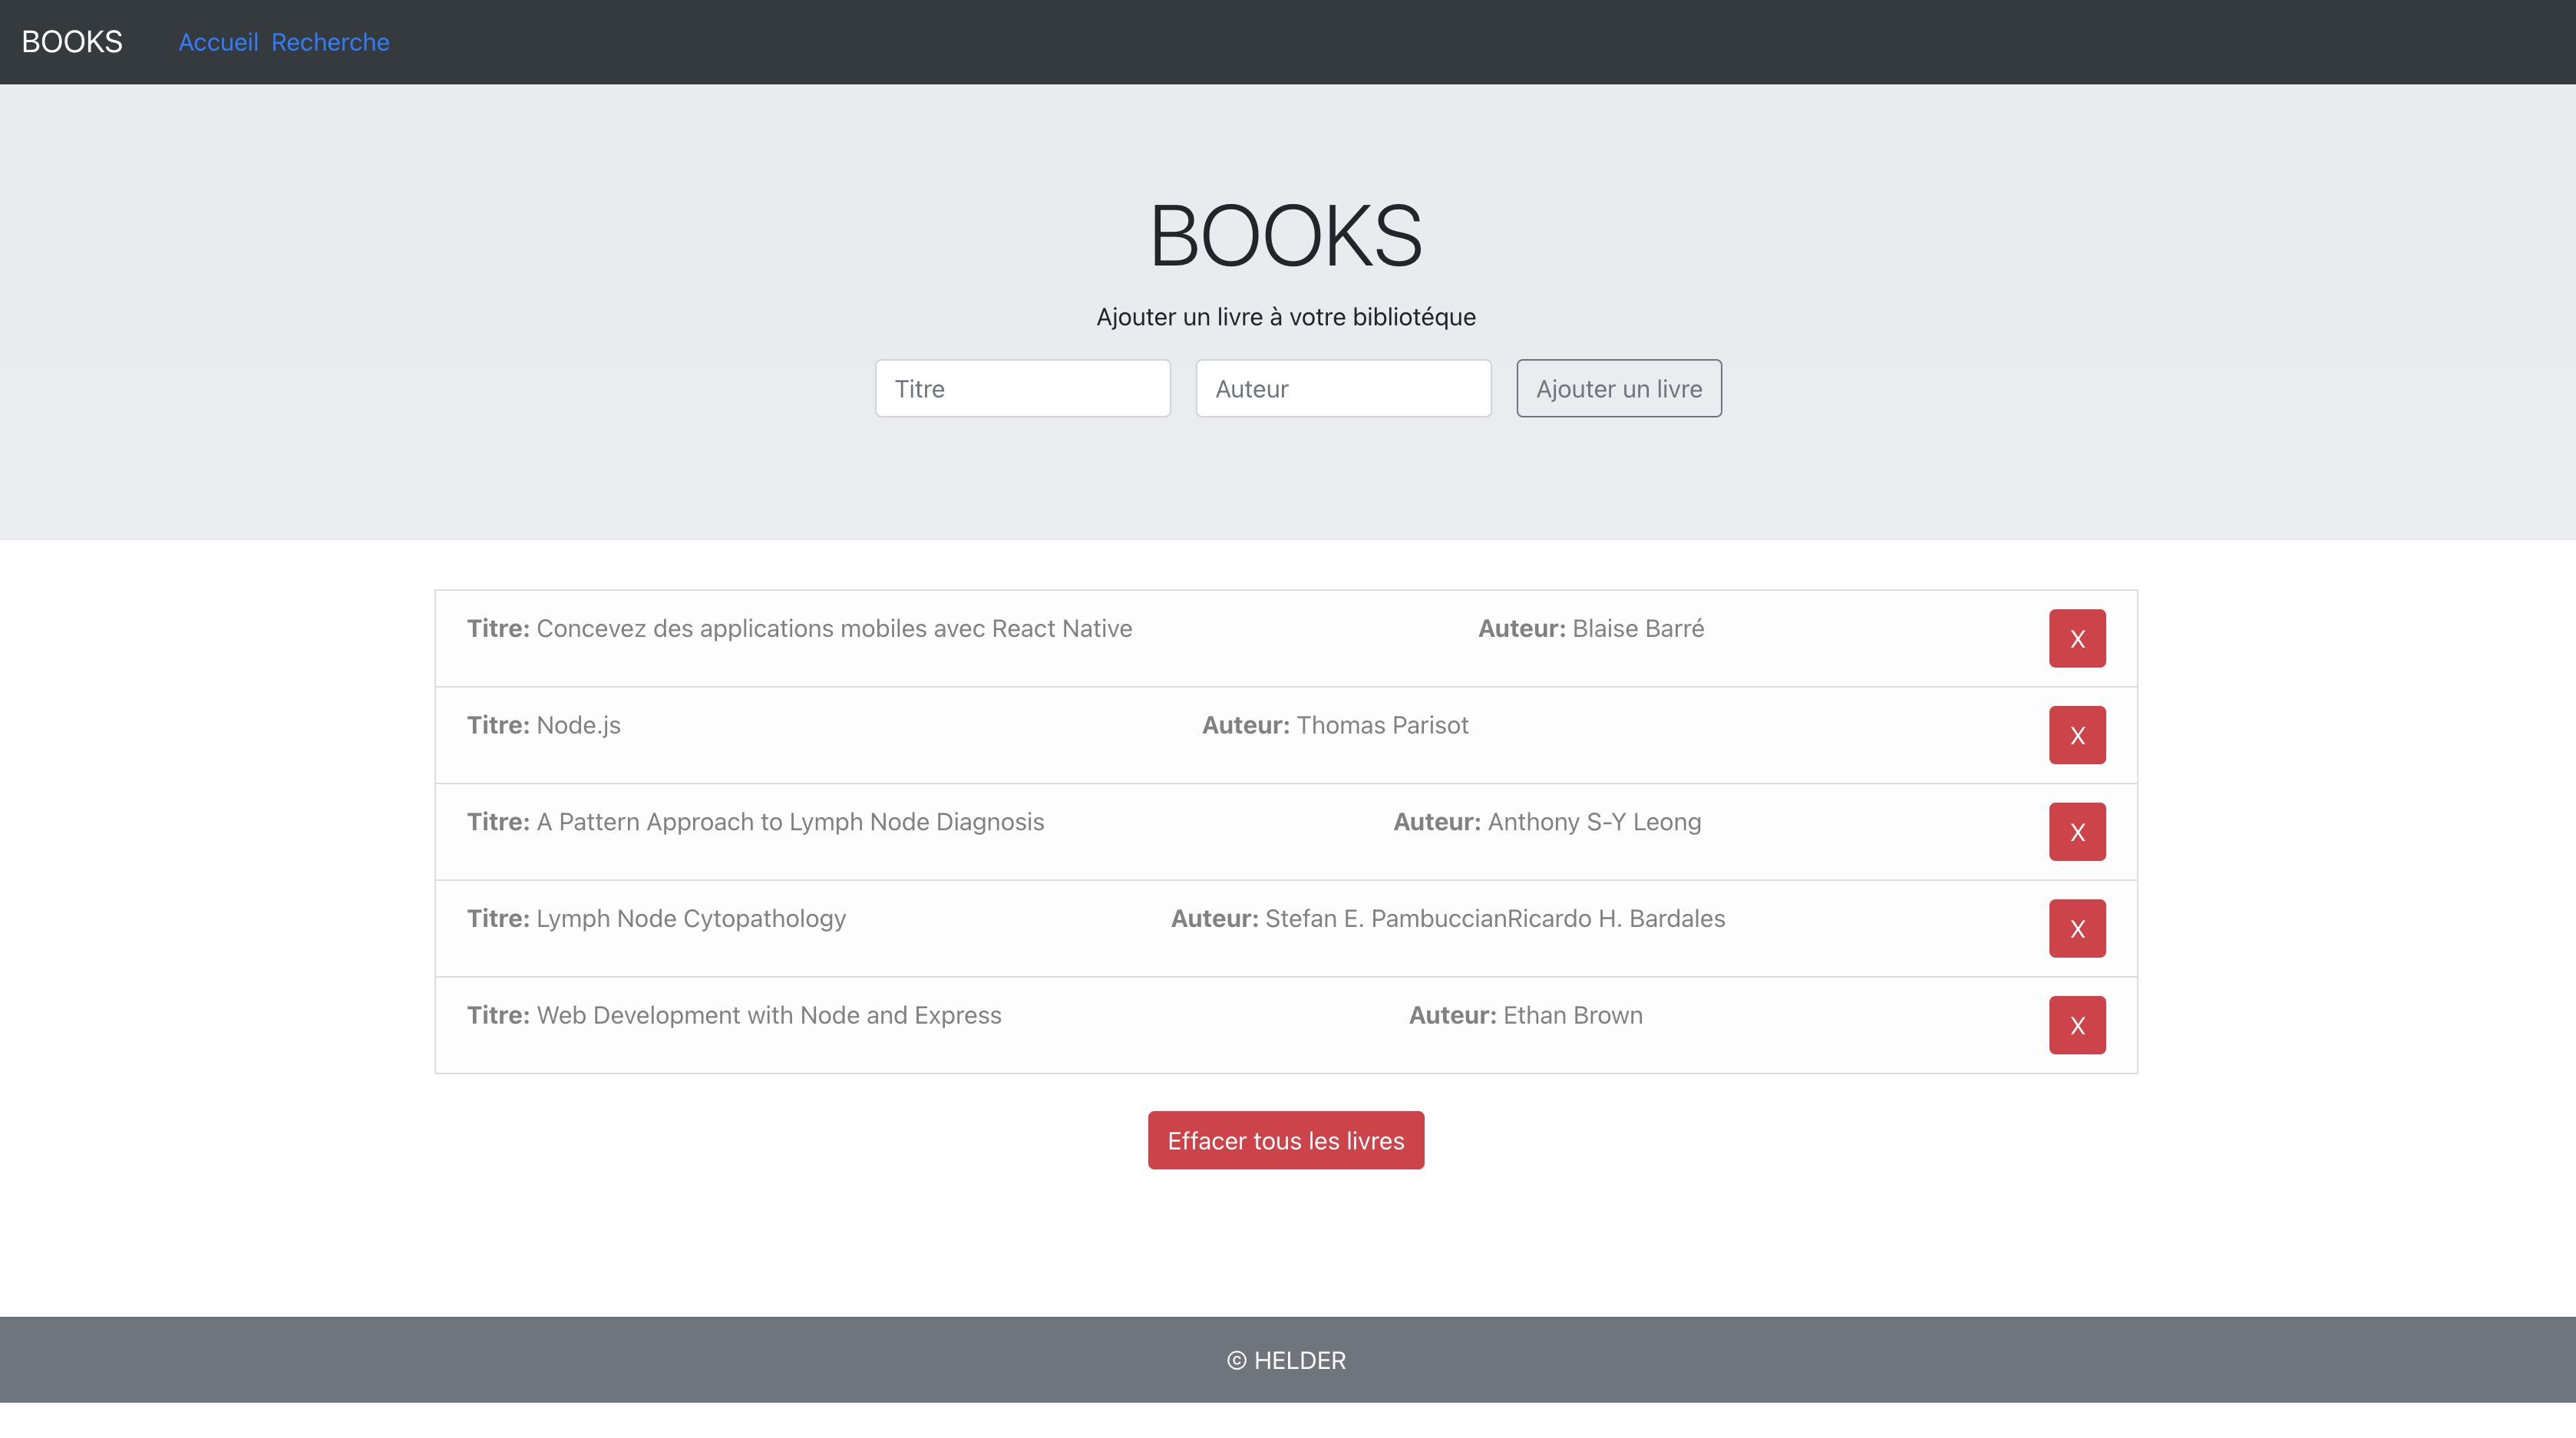 BOOKS Accueil Recherche
BOOKS
Ajouter un livre à votre bibliotéque
Titre Auteur Ajouter un livre
Titre: Concevez des applications mobiles avec React Native Auteur: Blaise Barré X
Titre: Node.js Auteur: Thomas Parisot X
Titre: A Pattern Approach to Lymph Node Diagnosis Auteur: Anthony S-Y Leong X
Titre: Lymph Node Cytopathology Auteur: Stefan E. PambuccianRicardo H. Bardales X
Titre: Web Development with Node and Express Auteur: Ethan Brown X
Effacer tous les livres
© HELDER